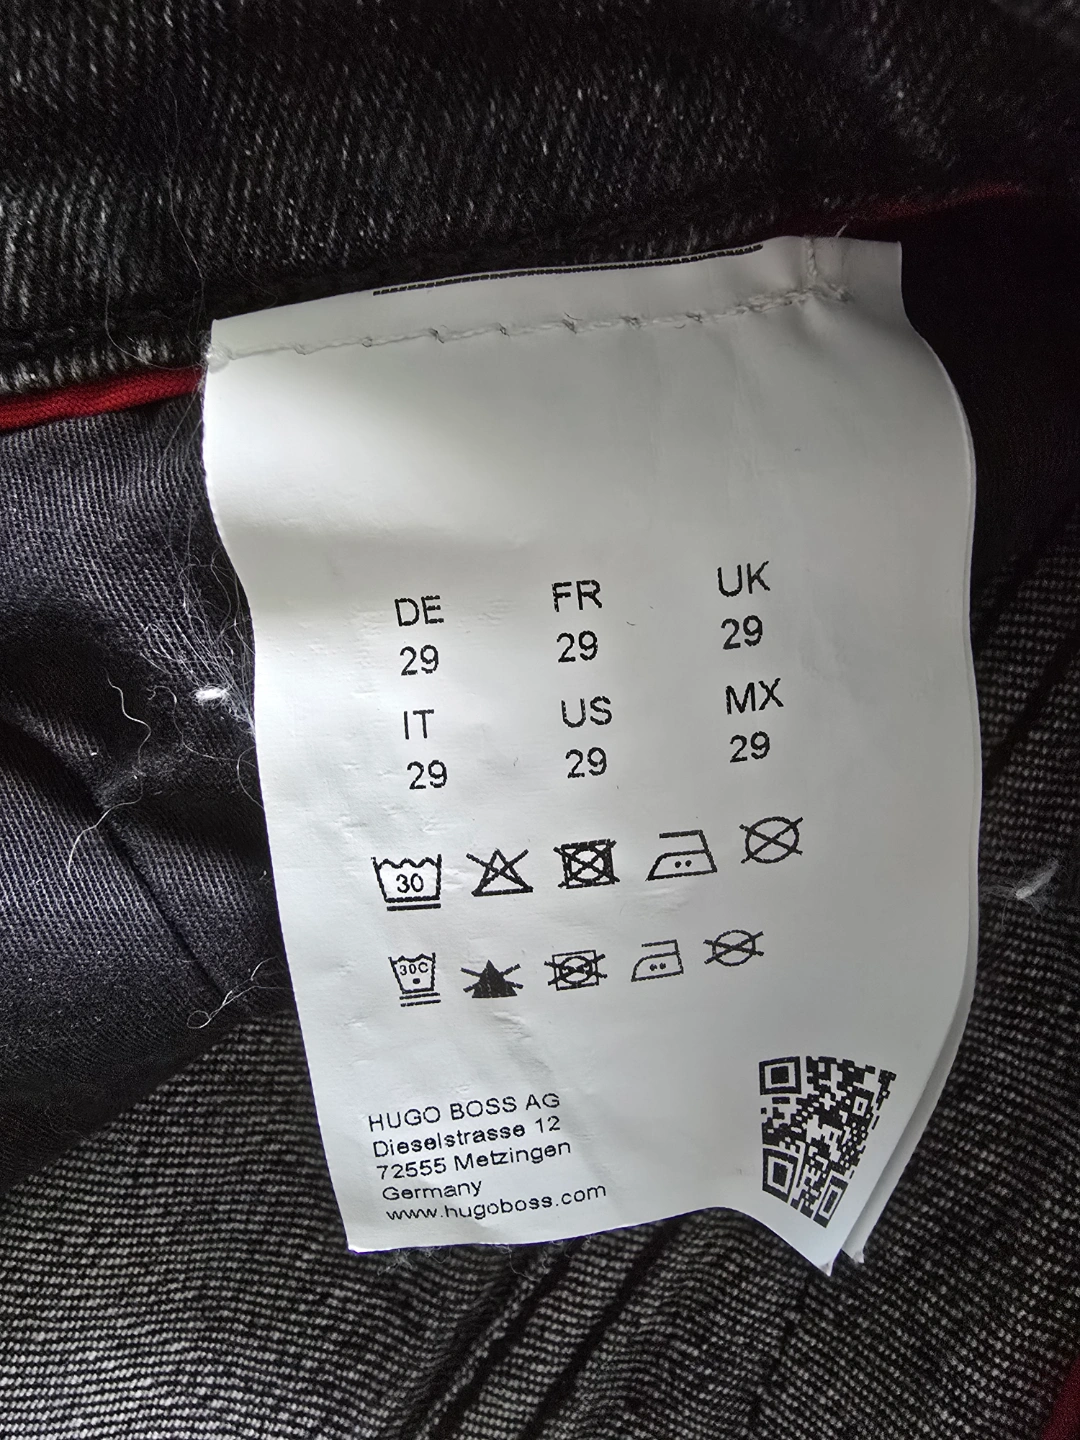 DE FR UK
29 29 29
IT US MX
29 29 29
30
30C
HUGO BOSS AG
Dieselstrasse 12
72555 Metzingen
Germany
www.hugoboss.com